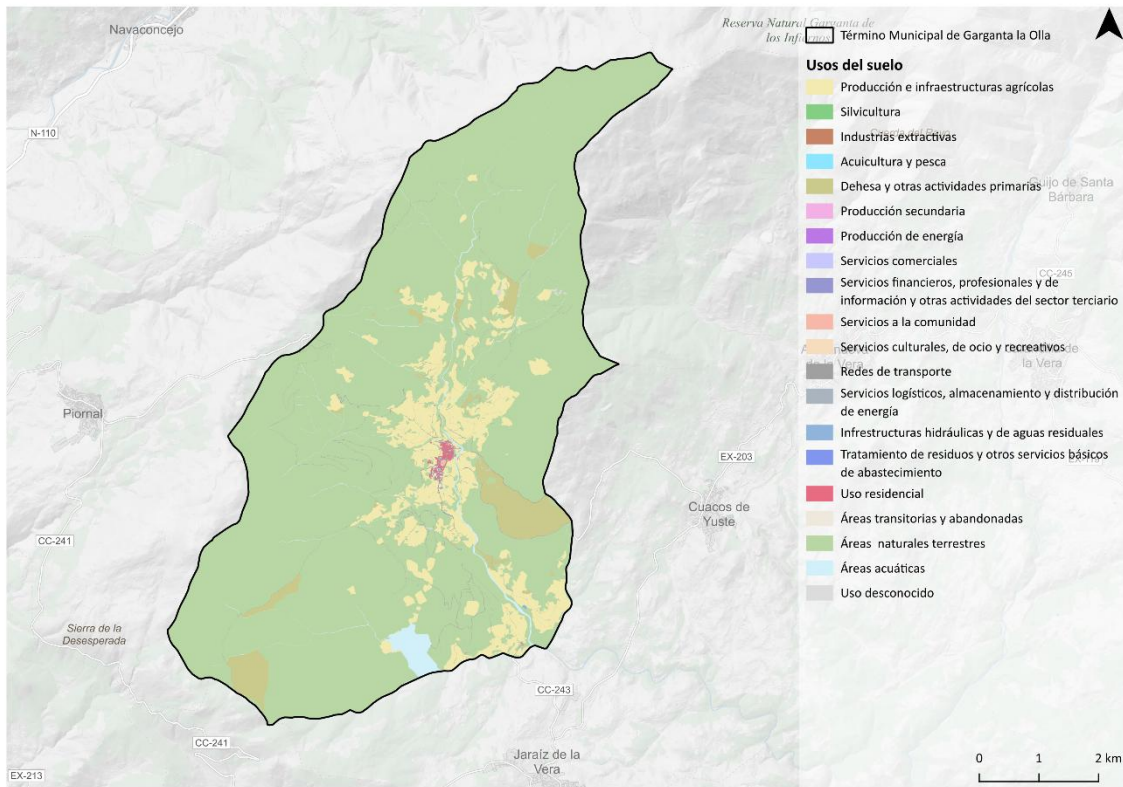 Navaconcejo
Reserva Natural Garganta de
los Infiernos
N-110
Piornal
CC-241
Sierra de la
Desesperada
CC-241
EX-213
Jaraíz de la
Vera
CC-243
Cuacos de
Yuste
EX-203
Guijo de Santa
Bárbara
CC-245
de la Vera
la Vera
Término Municipal de Garganta la Olla
Usos del suelo
Producción e infraestructuras agrícolas
Silvicultura
Industrias extractivas
Acuicultura y pesca
Dehesa y otras actividades primarias
Producción secundaria
Producción de energía
Servicios comerciales
Servicios financieros, profesionales y de
información y otras actividades del sector terciario
Servicios a la comunidad
Servicios culturales, de ocio y recreativos
Redes de transporte
Servicios logísticos, almacenamiento y distribución
de energía
Infrestructuras hidráulicas y de aguas residuales
Tratamiento de residuos y otros servicios básicos
de abastecimiento
Uso residencial
Áreas transitorias y abandonadas
Áreas naturales terrestres
Áreas acuáticas
Uso desconocido
0 1 2 km